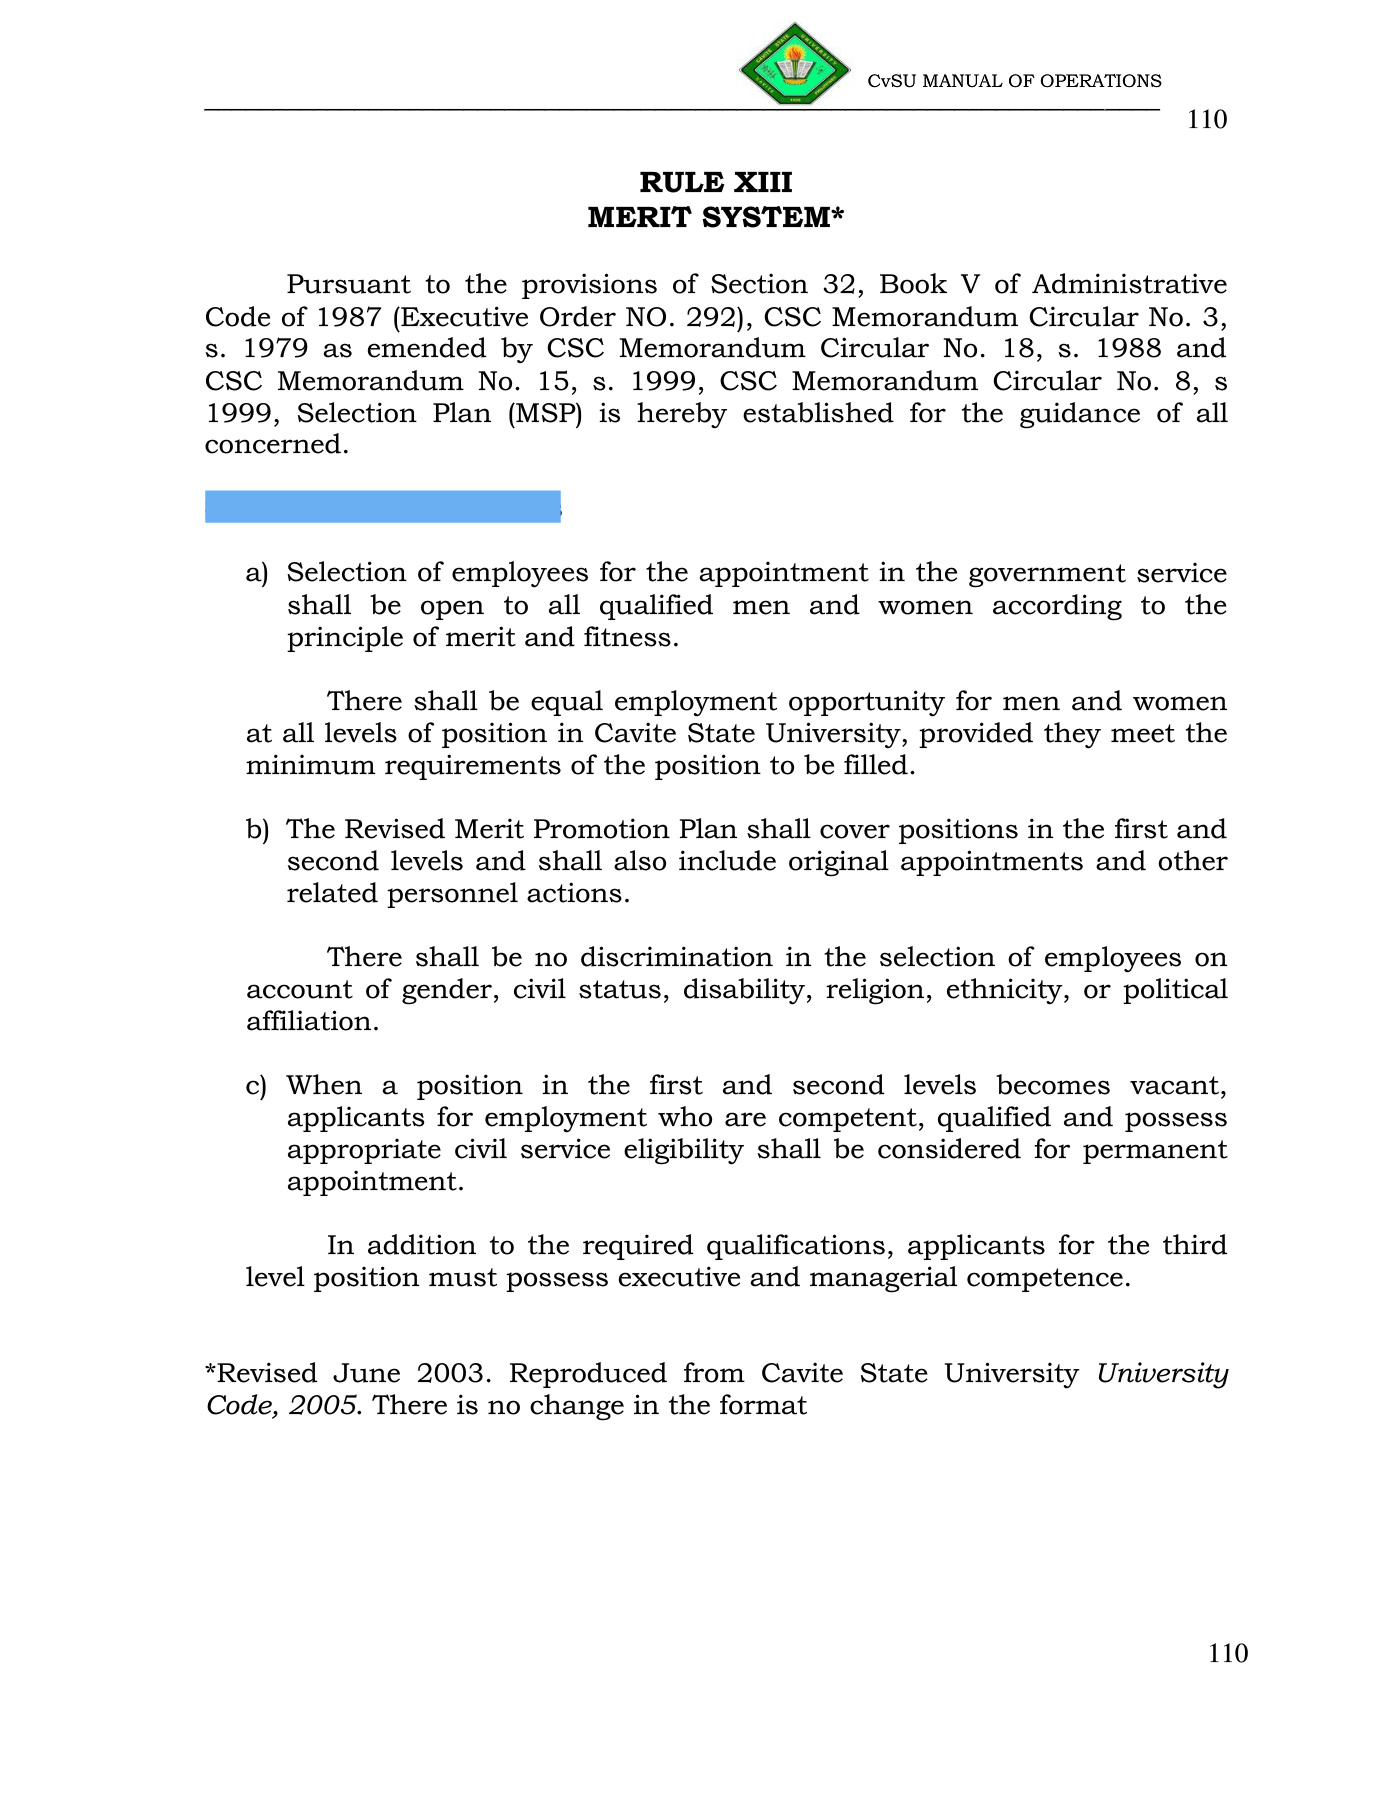 CvSU MANUAL OF OPERATIONS
110
RULE XIII
MERIT SYSTEM*
Pursuant to the provisions of Section 32, Book V of Administrative
Code of 1987 (Executive Order NO. 292), CSC Memorandum Circular No. 3,
s. 1979 as emended by CSC Memorandum Circular No. 18, s. 1988 and
CSC Memorandum No. 15, s. 1999, CSC Memorandum Circular No. 8, s
1999, Selection Plan (MSP) is hereby established for the guidance of all
concerned.
a) Selection of employees for the appointment in the government service
shall be open to all qualified men and women according to the
principle of merit and fitness.
There shall be equal employment opportunity for men and women
at all levels of position in Cavite State University, provided they meet the
minimum requirements of the position to be filled.
b) The Revised Merit Promotion Plan shall cover positions in the first and
second levels and shall also include original appointments and other
related personnel actions.
There shall be no discrimination in the selection of employees on
account of gender, civil status, disability, religion, ethnicity, or political
affiliation.
c) When a position in the first and second levels becomes vacant,
applicants for employment who are competent, qualified and possess
appropriate civil service eligibility shall be considered for permanent
appointment.
In addition to the required qualifications, applicants for the third
level position must possess executive and managerial competence.
*Revised June 2003. Reproduced from Cavite State University University
Code, 2005. There is no change in the format
110